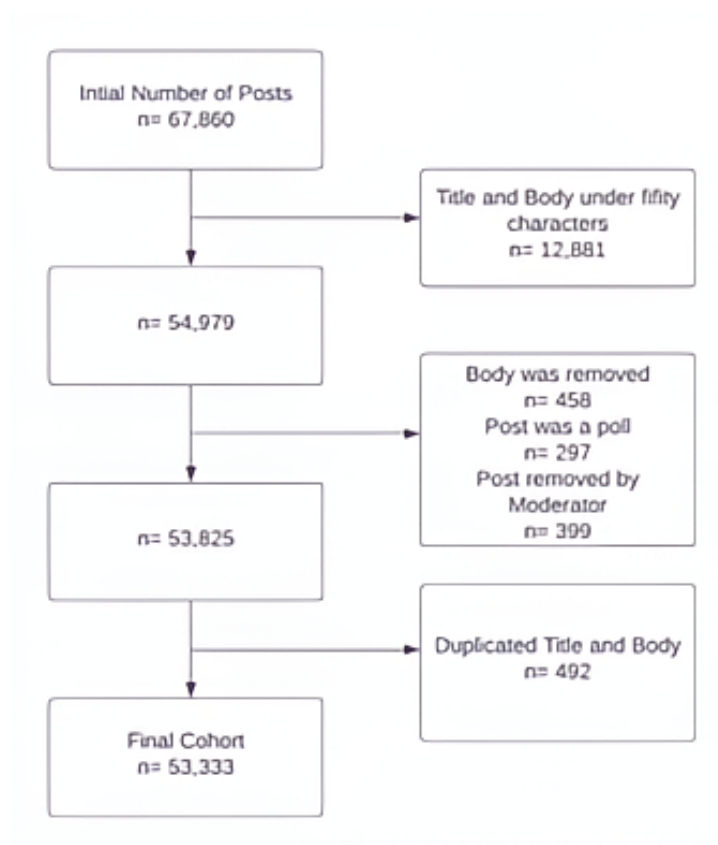 Intial Number of Posts
n= 67,860
Title and Body under fifity
characters
n= 12,881
n= 54,979
Body was removed
n= 458
Post was a poll
n= 297
Post removed by
Moderator
n= 399
n= 53,825
Duplicated Title and Body
n= 492
Final Cohort
n= 53,333